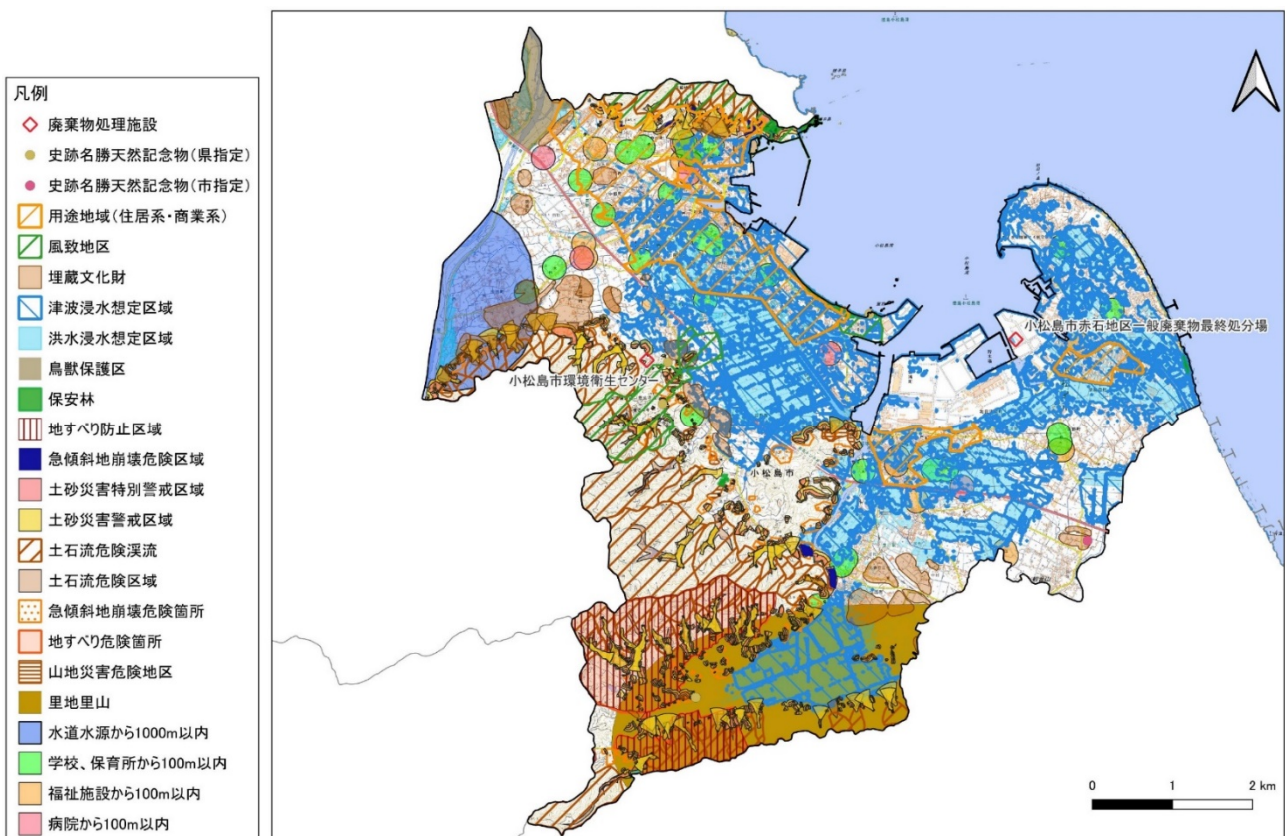 凡例
廃棄物処理施設
史跡名勝天然記念物(県指定)
史跡名勝天然記念物(市指定)
用途地域(住居系・商業系)
風致地区
埋蔵文化財
津波浸水想定区域
洪水浸水想定区域
鳥獣保護区
保安林
地すべり防止区域
急傾斜地崩壊危険区域
土砂災害特別警戒区域
土砂災害警戒区域
土石流危険渓流
土石流危険区域
急傾斜地崩壊危険箇所
地すべり危険箇所
山地災害危険地区
里地里山
水道水源から1000m以内
学校、保育所から100m以内
福祉施設から100m以内
病院から100m以内
小松島市赤石地区一般廃棄物最終処分場
小松島市環境衛生センター
小松島市
0 1 2 km